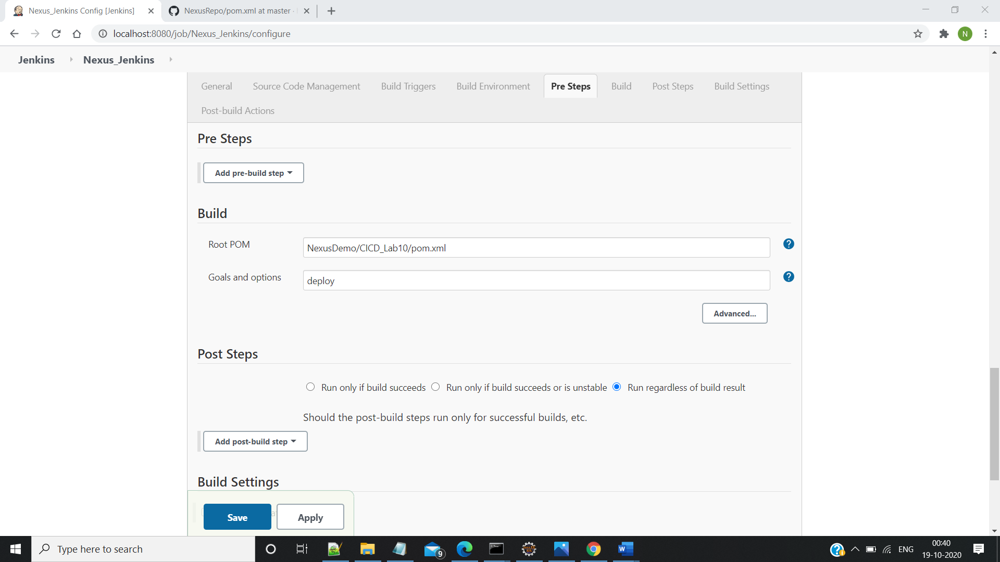 Nexus_Jenkins Config [Jenkins]
NexusRepo/pom.xml at master ·
localhost:8080/job/Nexus_Jenkins/configure
N
Jenkins
Nexus_Jenkins
General
Source Code Management
Build Triggers
Build Environment
Pre Steps
Build
Post Steps
Build Settings
Post-build Actions
Pre Steps
Add pre-build step
Build
Root POM
NexusDemo/CICD_Lab10/pom.xml
?
Goals and options
deploy
?
Advanced...
Post Steps
Run only if build succeeds
Run only if build succeeds or is unstable
Run regardless of build result
Should the post-build steps run only for successful builds, etc.
Add post-build step
Build Settings
Save
Apply
Type here to search
9
ENG
00:40
19-10-2020